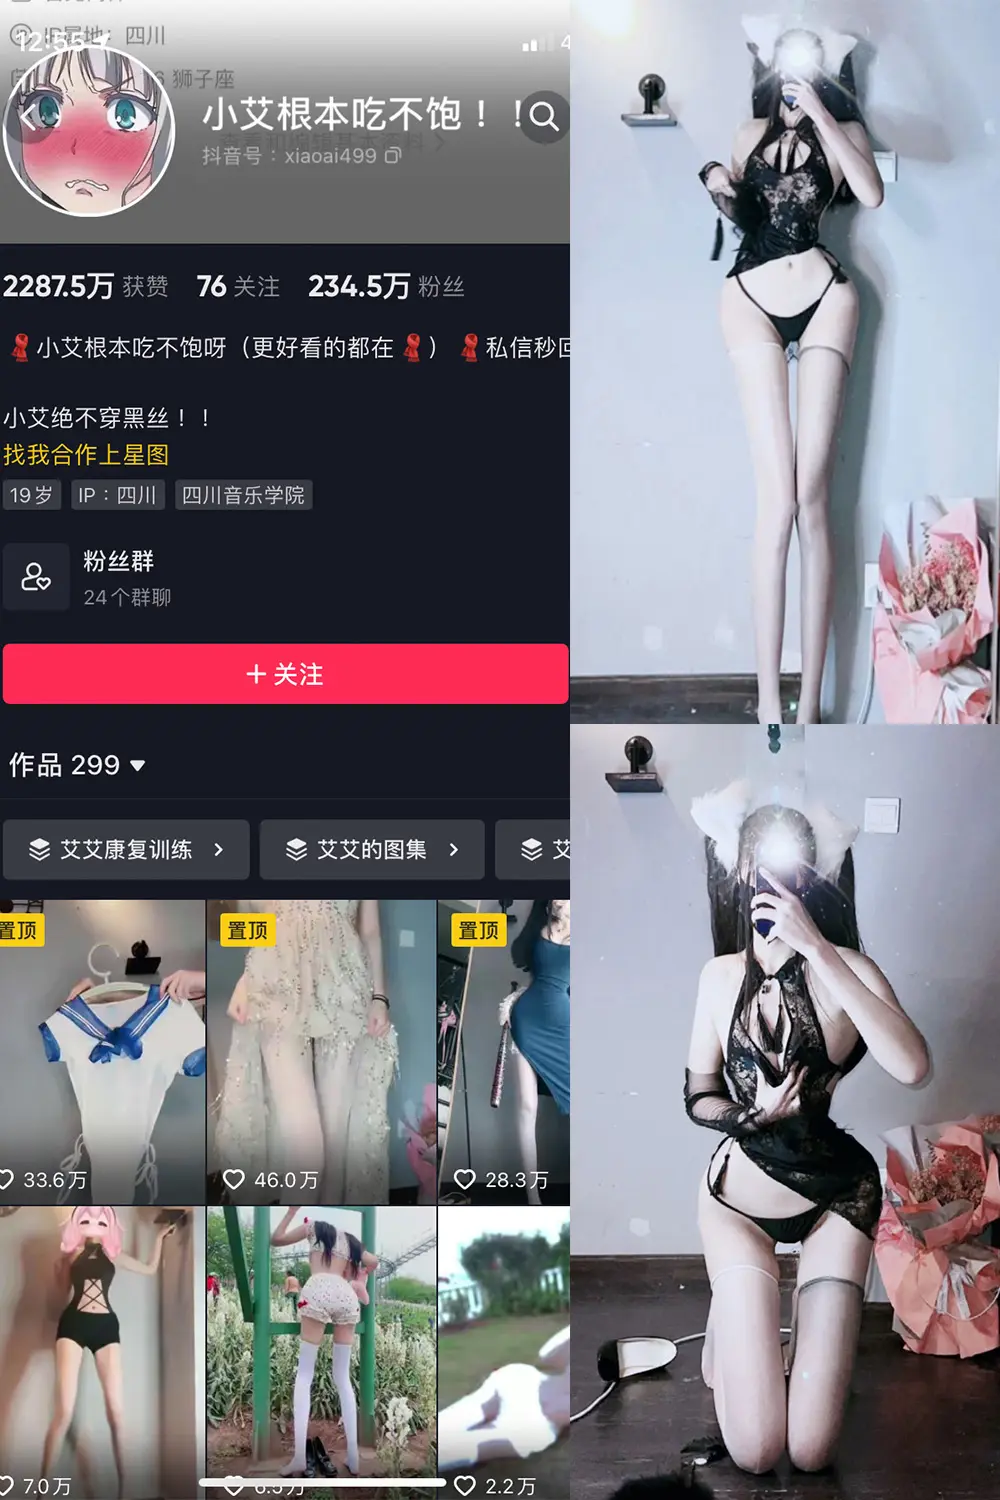 12:55
4
四川
6 狮子座
小艾根本吃不饱！！
抖音号：xiaoai499
2287.5万 获赞 76 关注 234.5万 粉丝
小艾根本吃不饱呀（更好看的都在 ） 私信秒回
小艾绝不穿黑丝！！
找我合作上星图
19岁 IP：四川 四川音乐学院
粉丝群
24个群聊
+ 关注
作品 299
艾艾康复训练 艾艾的图集 艾
置顶 置顶 置顶
33.6万 46.0万 28.3万
7.0万 6.5万 2.2万